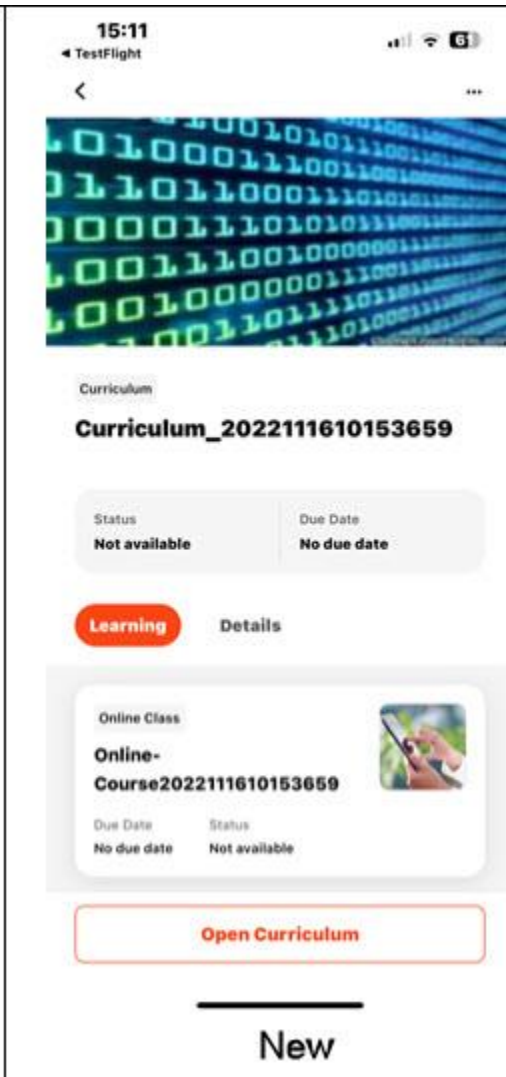 15:11
◀ TestFlight
Curriculum
Curriculum_2022111610153659
Status
Due Date
Not available
No due date
Learning
Details
Online Class
Online-
Course2022111610153659
Due Date
Status
No due date
Not available
Open Curriculum
New